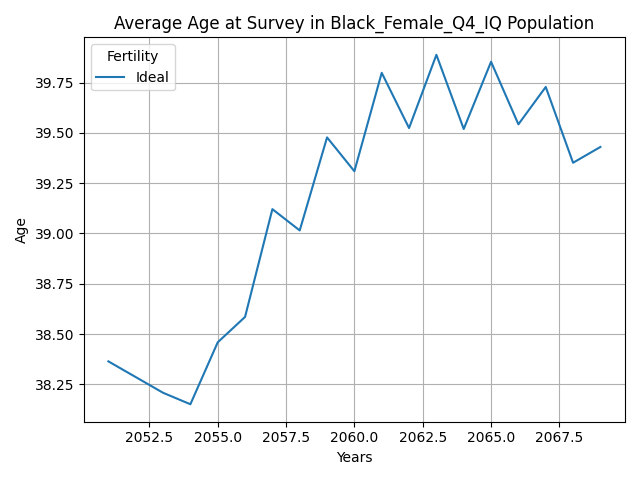 Average Age at Survey in Black_Female_Q4_IQ Population
Fertility
Ideal
Age
39.75
39.50
39.25
39.00
38.75
38.50
38.25
2052.5 2055.0 2057.5 2060.0 2062.5 2065.0 2067.5
Years